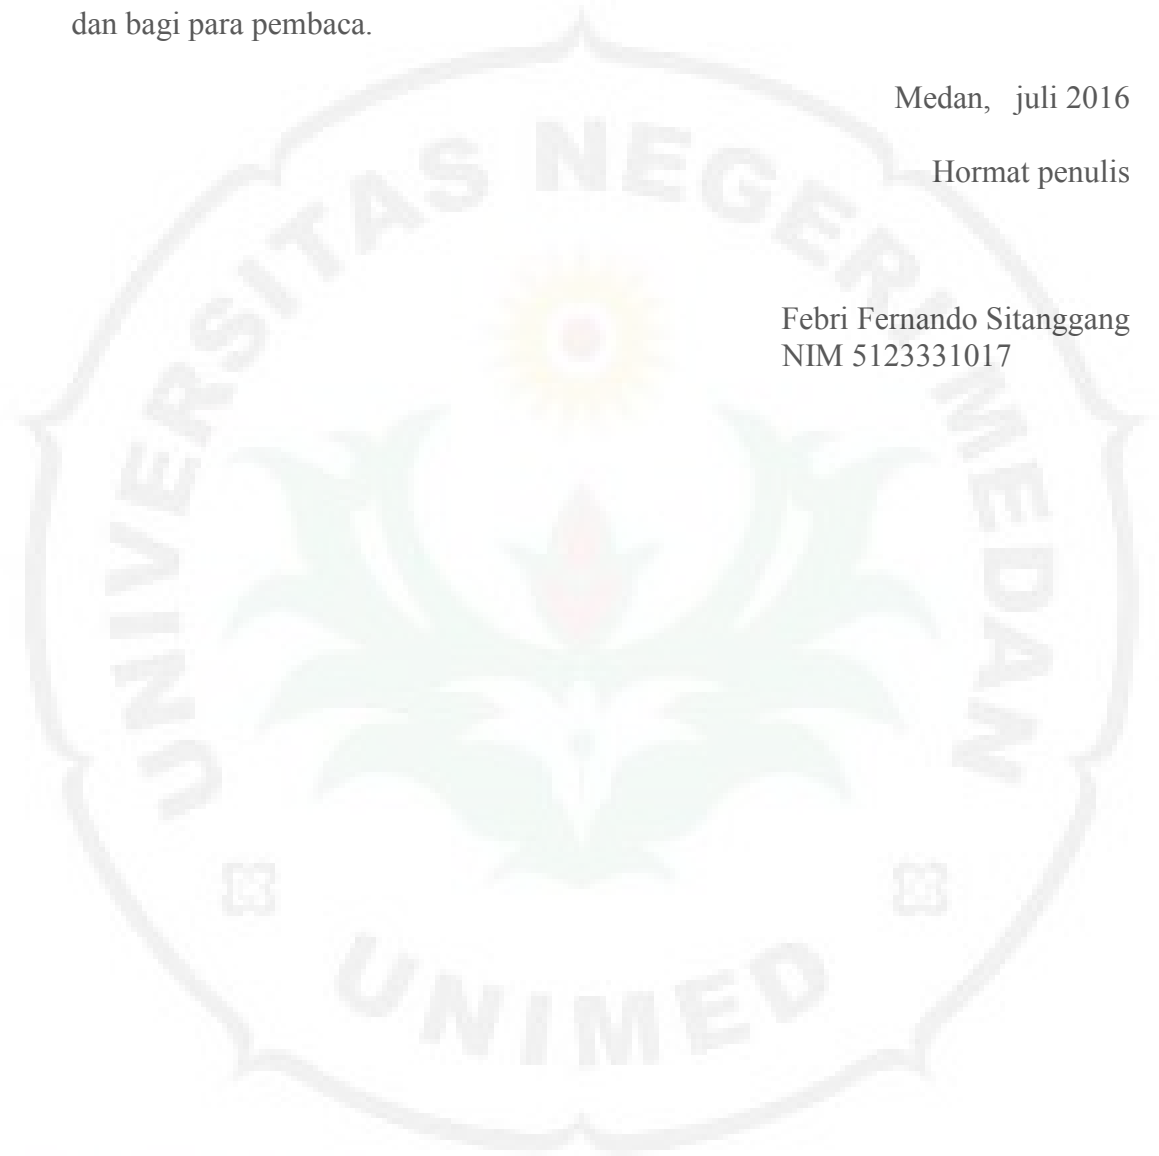 dan bagi para pembaca.
Medan, juli 2016
Hormat penulis
Febri Fernando Sitanggang
NIM 5123331017
UNIVERSITAS NEGERI MEDAN
UNIMED